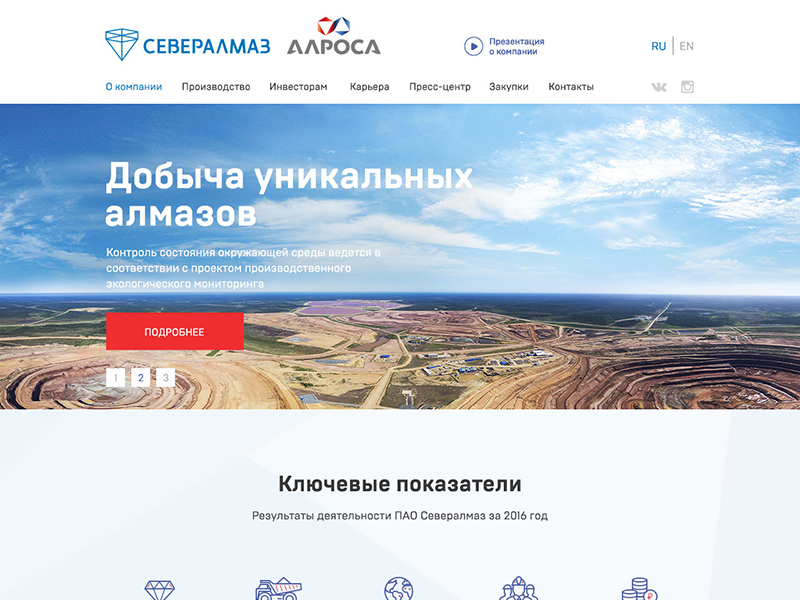 СЕВЕРАЛМАЗ
АЛРОСА
Презентация
о компании
RU
EN
О компании
Производство
Инвесторам
Карьера
Пресс-центр
Закупки
Контакты
Добыча уникальных
алмазов
Контроль состояния окружающей среды ведется в
соответствии с проектом производственного
экологического мониторинга
ПОДРОБНЕЕ
1 2 3
Ключевые показатели
Результаты деятельности ПАО Севералмаз за 2016 год